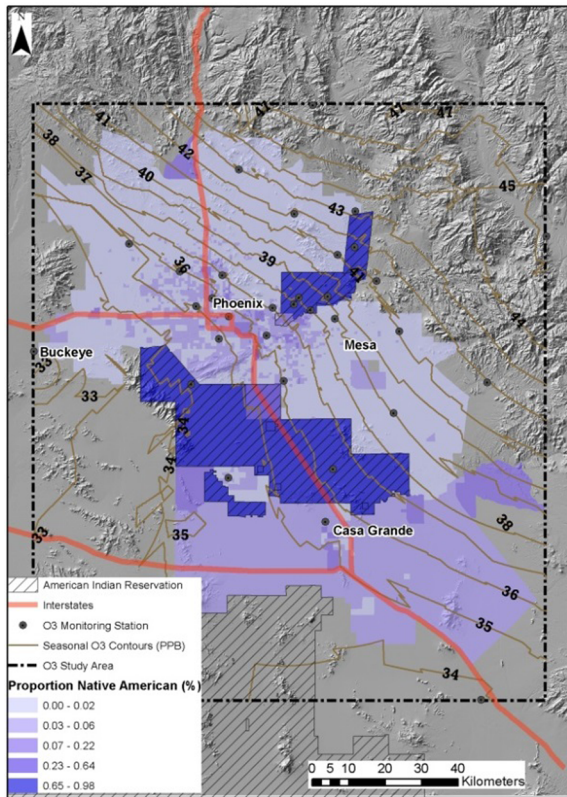 N
47
47
47
41
38
42
40
37
45
43
39
41
36
44
Phoenix
Buckeye
Mesa
33
33
34
34
33
35
38
Casa Grande
36
35
34
American Indian Reservation
Interstates
O3 Monitoring Station
Seasonal O3 Contours (PPB)
O3 Study Area
Proportion Native American (%)
0.00 - 0.02
0.03 - 0.06
0.07 - 0.22
0.23 - 0.64
0.65 - 0.98
0 5 10 20 30 40
Kilometers